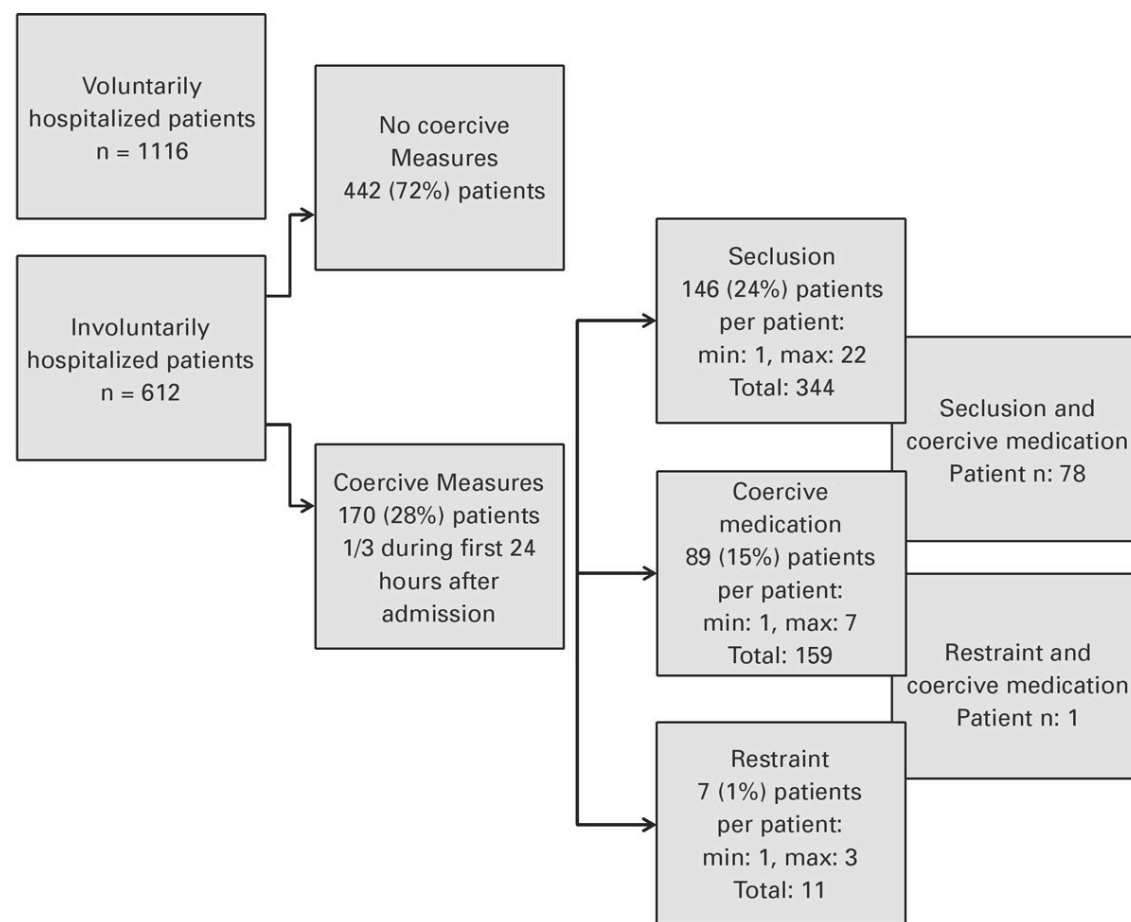 Voluntarily
hospitalized patients
n = 1116
No coercive
Measures
442 (72%) patients
Involuntarily
hospitalized patients
n = 612
Coercive Measures
170 (28%) patients
1/3 during first 24
hours after
admission
Seclusion
146 (24%) patients
per patient:
min: 1, max: 22
Total: 344
Seclusion and
coercive medication
Patient n: 78
Coercive
medication
89 (15%) patients
per patient:
min: 1, max: 7
Total: 159
Restraint and
coercive medication
Patient n: 1
Restraint
7 (1%) patients
per patient:
min: 1, max: 3
Total: 11